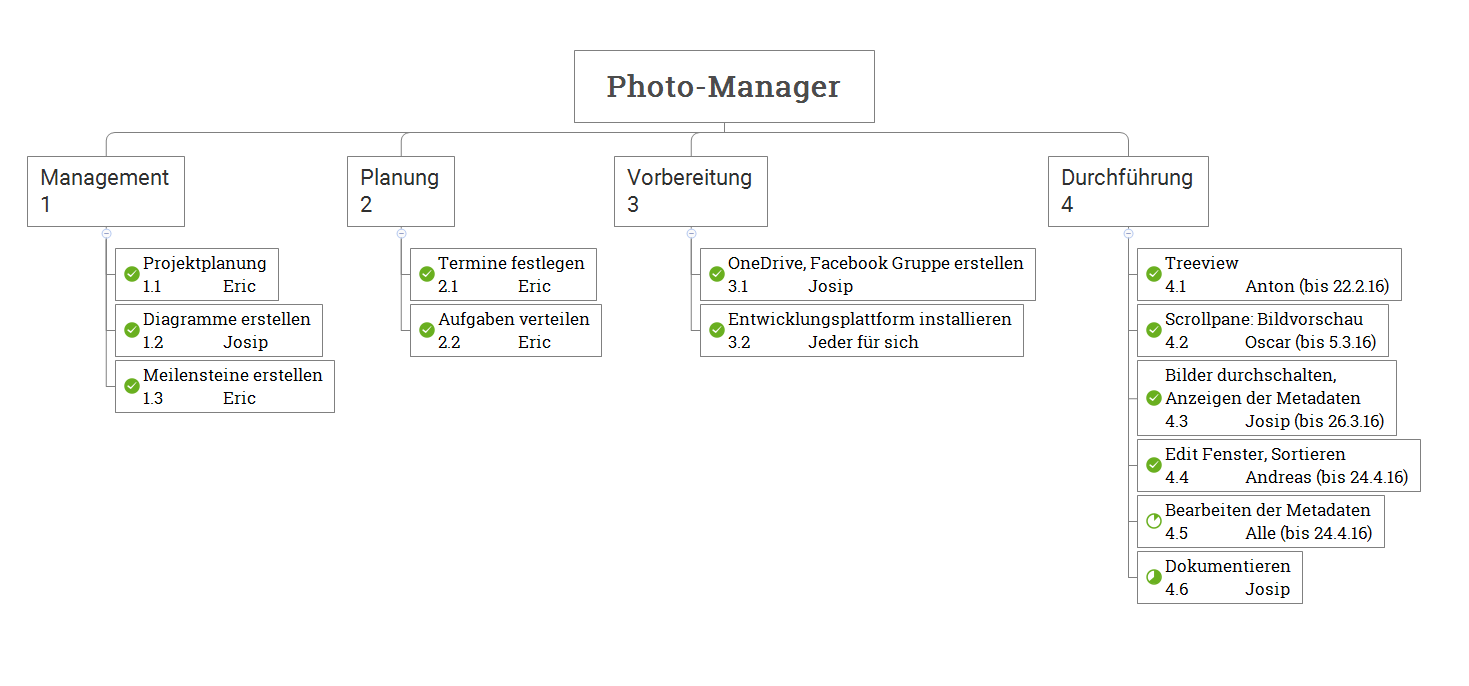 Photo-Manager
Management
1
Projektplanung
1.1 Eric
Diagramme erstellen
1.2 Josip
Meilensteine erstellen
1.3 Eric
Planung
2
Termine festlegen
2.1 Eric
Aufgaben verteilen
2.2 Eric
Vorbereitung
3
OneDrive, Facebook Gruppe erstellen
3.1 Josip
Entwicklungsplattform installieren
3.2 Jeder für sich
Durchführung
4
Treeview
4.1 Anton (bis 22.2.16)
Scrollpane: Bildvorschau
4.2 Oscar (bis 5.3.16)
Bilder durchschalten,
Anzeigen der Metadaten
4.3 Josip (bis 26.3.16)
Edit Fenster, Sortieren
4.4 Andreas (bis 24.4.16)
Bearbeiten der Metadaten
4.5 Alle (bis 24.4.16)
Dokumentieren
4.6 Josip